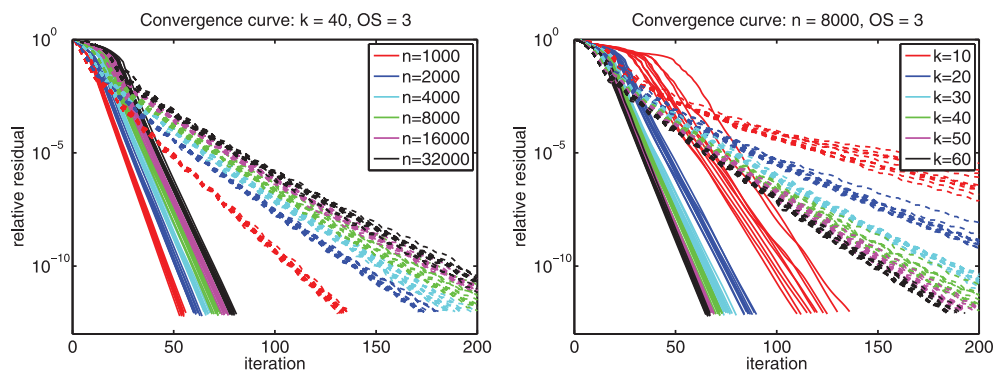 Convergence curve: k = 40, OS = 3
relative residual
10^0
10^−5
10^−10
0 50 100 150 200
iteration
n=1000
n=2000
n=4000
n=8000
n=16000
n=32000
Convergence curve: n = 8000, OS = 3
relative residual
10^0
10^−5
10^−10
0 50 100 150 200
iteration
k=10
k=20
k=30
k=40
k=50
k=60